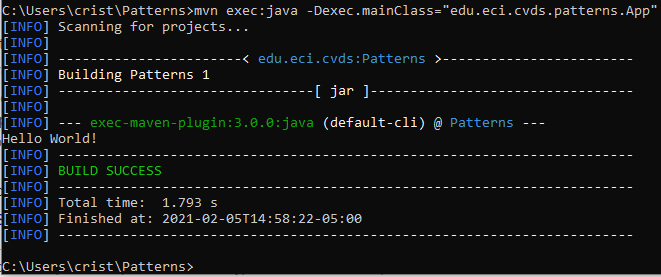 C:\Users\crist\Patterns>mvn exec:java -Dexec.mainClass="edu.eci.cvds.patterns.App"
[INFO] Scanning for projects...
[INFO]
[INFO] ----------------------< edu.eci.cvds:Patterns >-----------------------
[INFO] Building Patterns 1
[INFO] --------------------------------[ jar ]---------------------------------
[INFO]
[INFO] --- exec-maven-plugin:3.0.0:java (default-cli) @ Patterns ---
Hello World!
[INFO] ------------------------------------------------------------------------
[INFO] BUILD SUCCESS
[INFO] ------------------------------------------------------------------------
[INFO] Total time:  1.793 s
[INFO] Finished at: 2021-02-05T14:58:22-05:00
[INFO] ------------------------------------------------------------------------
C:\Users\crist\Patterns>